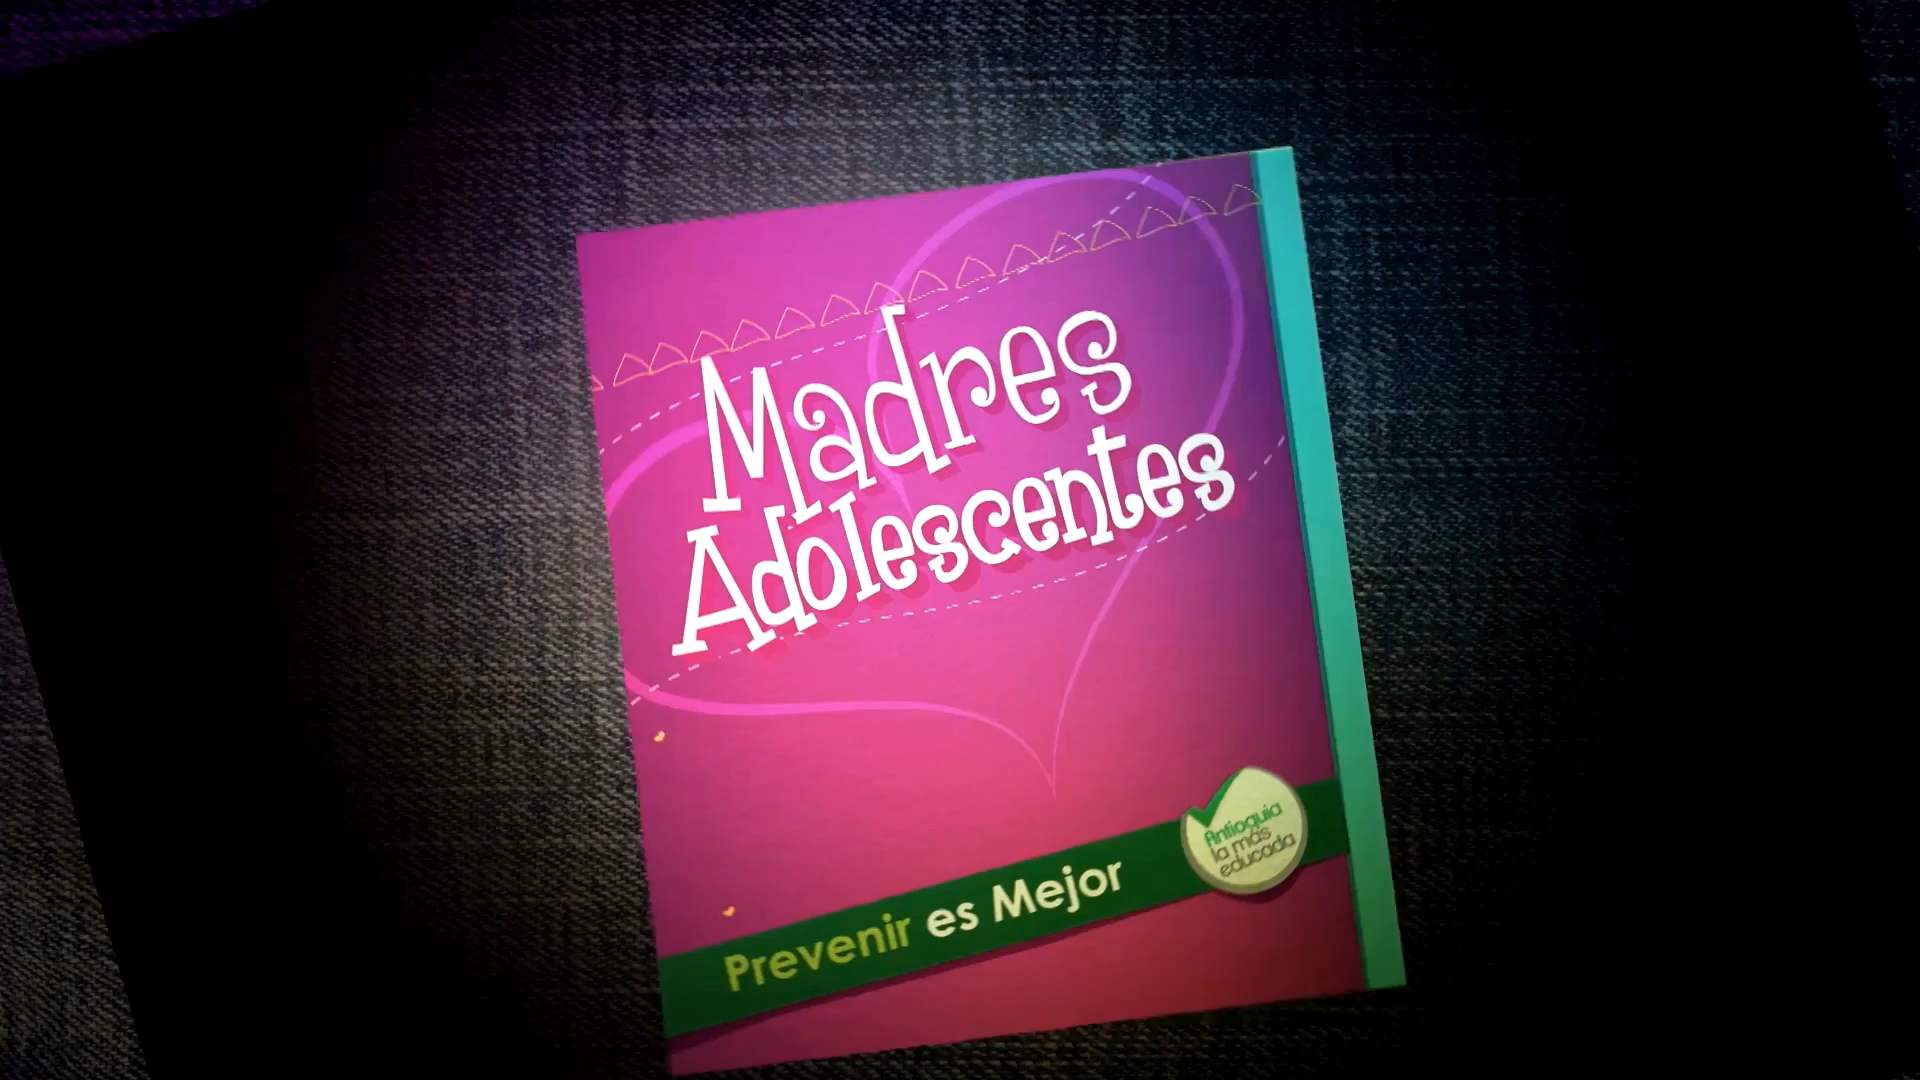 Madres
Adolescentes
Antioquia
la más
educada
Prevenir es Mejor